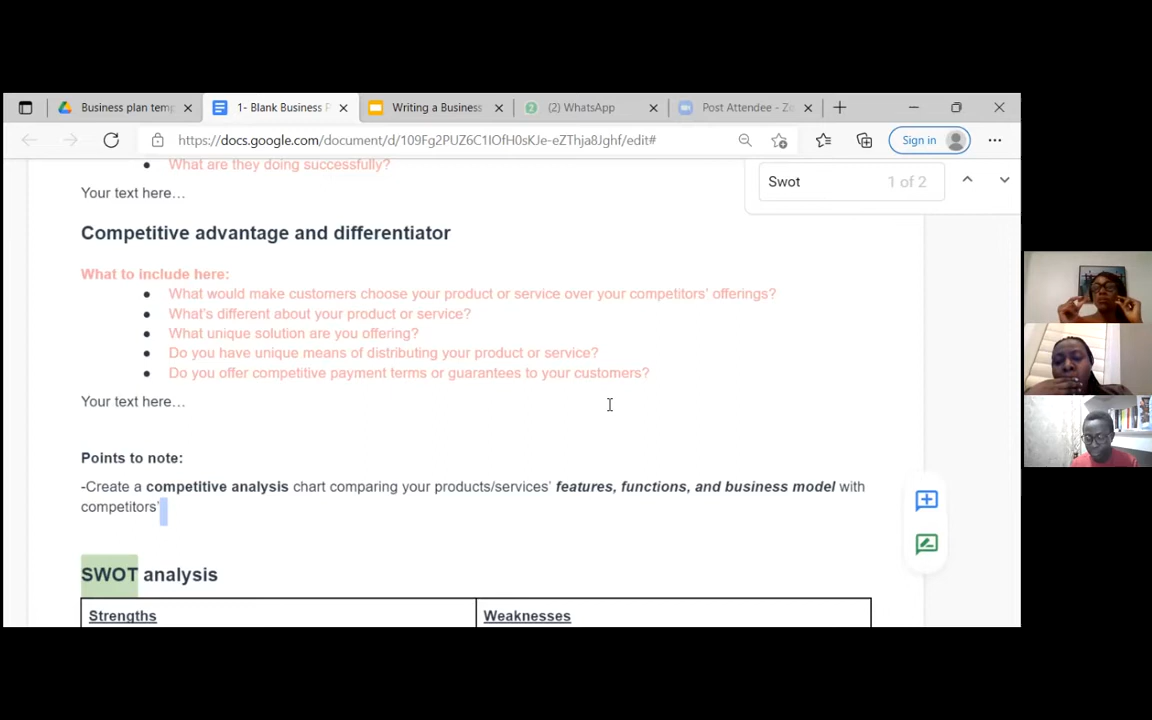 Business plan temp
1- Blank Business P
Writing a Business
(2) WhatsApp
Post Attendee - Zo
https://docs.google.com/document/d/109Fg2PUZ6C1lOfH0sKJe-eZThja8Jghf/edit#
Sign in
What are they doing successfully?
Swot 1 of 2
Your text here…
Competitive advantage and differentiator
What to include here:
● What would make customers choose your product or service over your competitors’ offerings?
● What’s different about your product or service?
● What unique solution are you offering?
● Do you have unique means of distributing your product or service?
● Do you offer competitive payment terms or guarantees to your customers?
Your text here…
Points to note:
-Create a competitive analysis chart comparing your products/services’ features, functions, and business model with
competitors’
SWOT analysis
Strengths Weaknesses